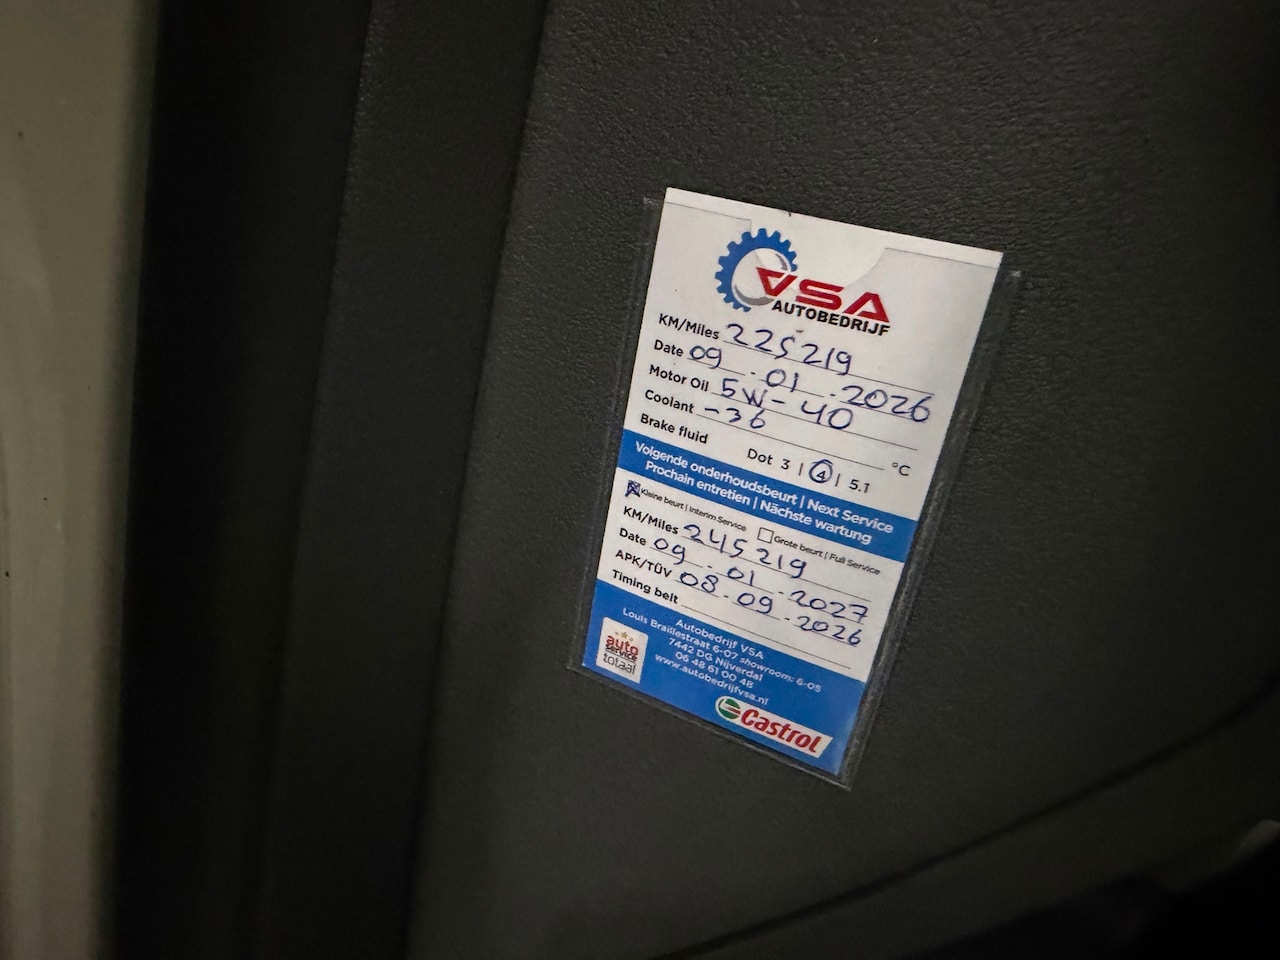 VSA
AUTOBEDRIJF
KM/Miles 225219
Date 09.01.2026
Motor Oil 5W-40
Coolant -36 °C
Brake fluid Dot 3 | 4 | 5.1
Volgende onderhoudsbeurt | Next Service
Prochain entretien | Nächste wartung
Kleine beurt | Interim Service Grote beurt | Full Service
KM/Miles 245219
Date 09.01.2027
APK/TÜV 08.09.2026
Timing belt
Autobedrijf VSA
Louis Braillestraat 6-07 showroom: 6-05
7442 DG Nijverdal
06 48 61 00 48
www.autobedrijfvsa.nl
auto
service
totaal
Castrol